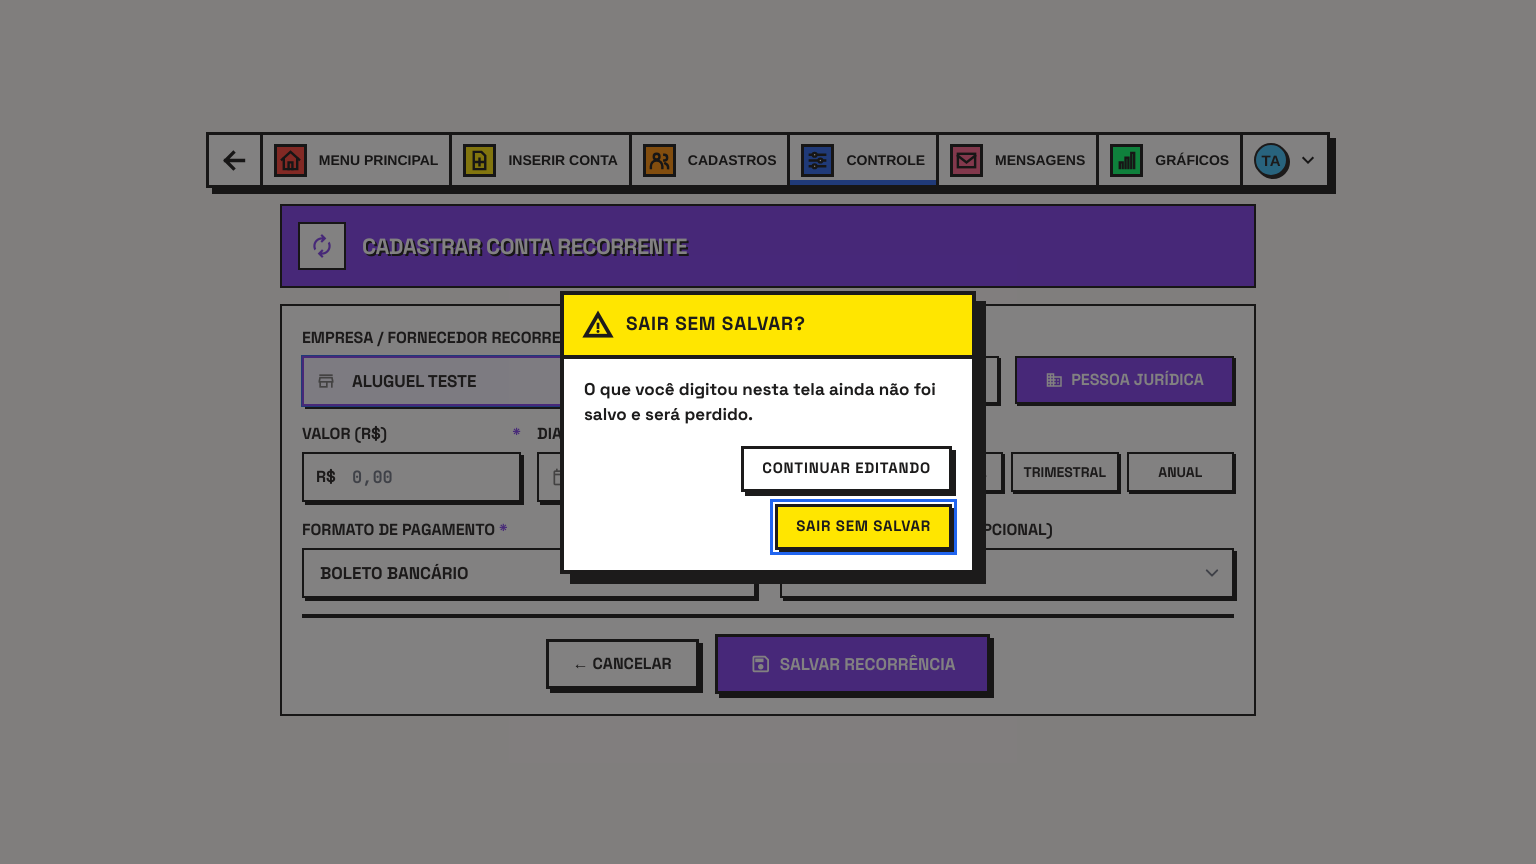 MENU PRINCIPAL
INSERIR CONTA
CADASTROS
CONTROLE
MENSAGENS
GRÁFICOS
TA
CADASTRAR CONTA RECORRENTE
SAIR SEM SALVAR?
O que você digitou nesta tela ainda não foi
salvo e será perdido.
CONTINUAR EDITANDO
SAIR SEM SALVAR
EMPRESA / FORNECEDOR
ALUGUEL TESTE
PESSOA JURÍDICA
VALOR (R$) *
DIA
R$ 0,00
TRIMESTRAL
ANUAL
FORMATO DE PAGAMENTO *
BOLETO BANCÁRIO
← CANCELAR
SALVAR RECORRÊNCIA